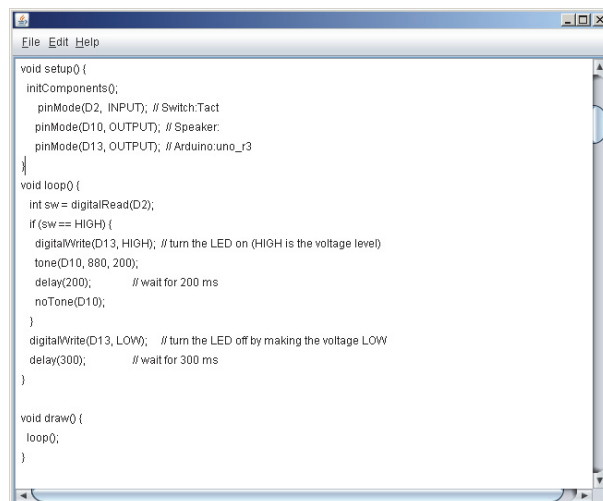 File Edit Help
void setup() {
initComponents();
pinMode(D2, INPUT); // Switch:Tact
pinMode(D10, OUTPUT); // Speaker:
pinMode(D13, OUTPUT); // Arduino:uno_r3
}
void loop() {
int sw = digitalRead(D2);
if (sw == HIGH) {
digitalWrite(D13, HIGH); // turn the LED on (HIGH is the voltage level)
tone(D10, 880, 200);
delay(200); // wait for 200 ms
noTone(D10);
}
digitalWrite(D13, LOW); // turn the LED off by making the voltage LOW
delay(300); // wait for 300 ms
}
void draw() {
loop();
}